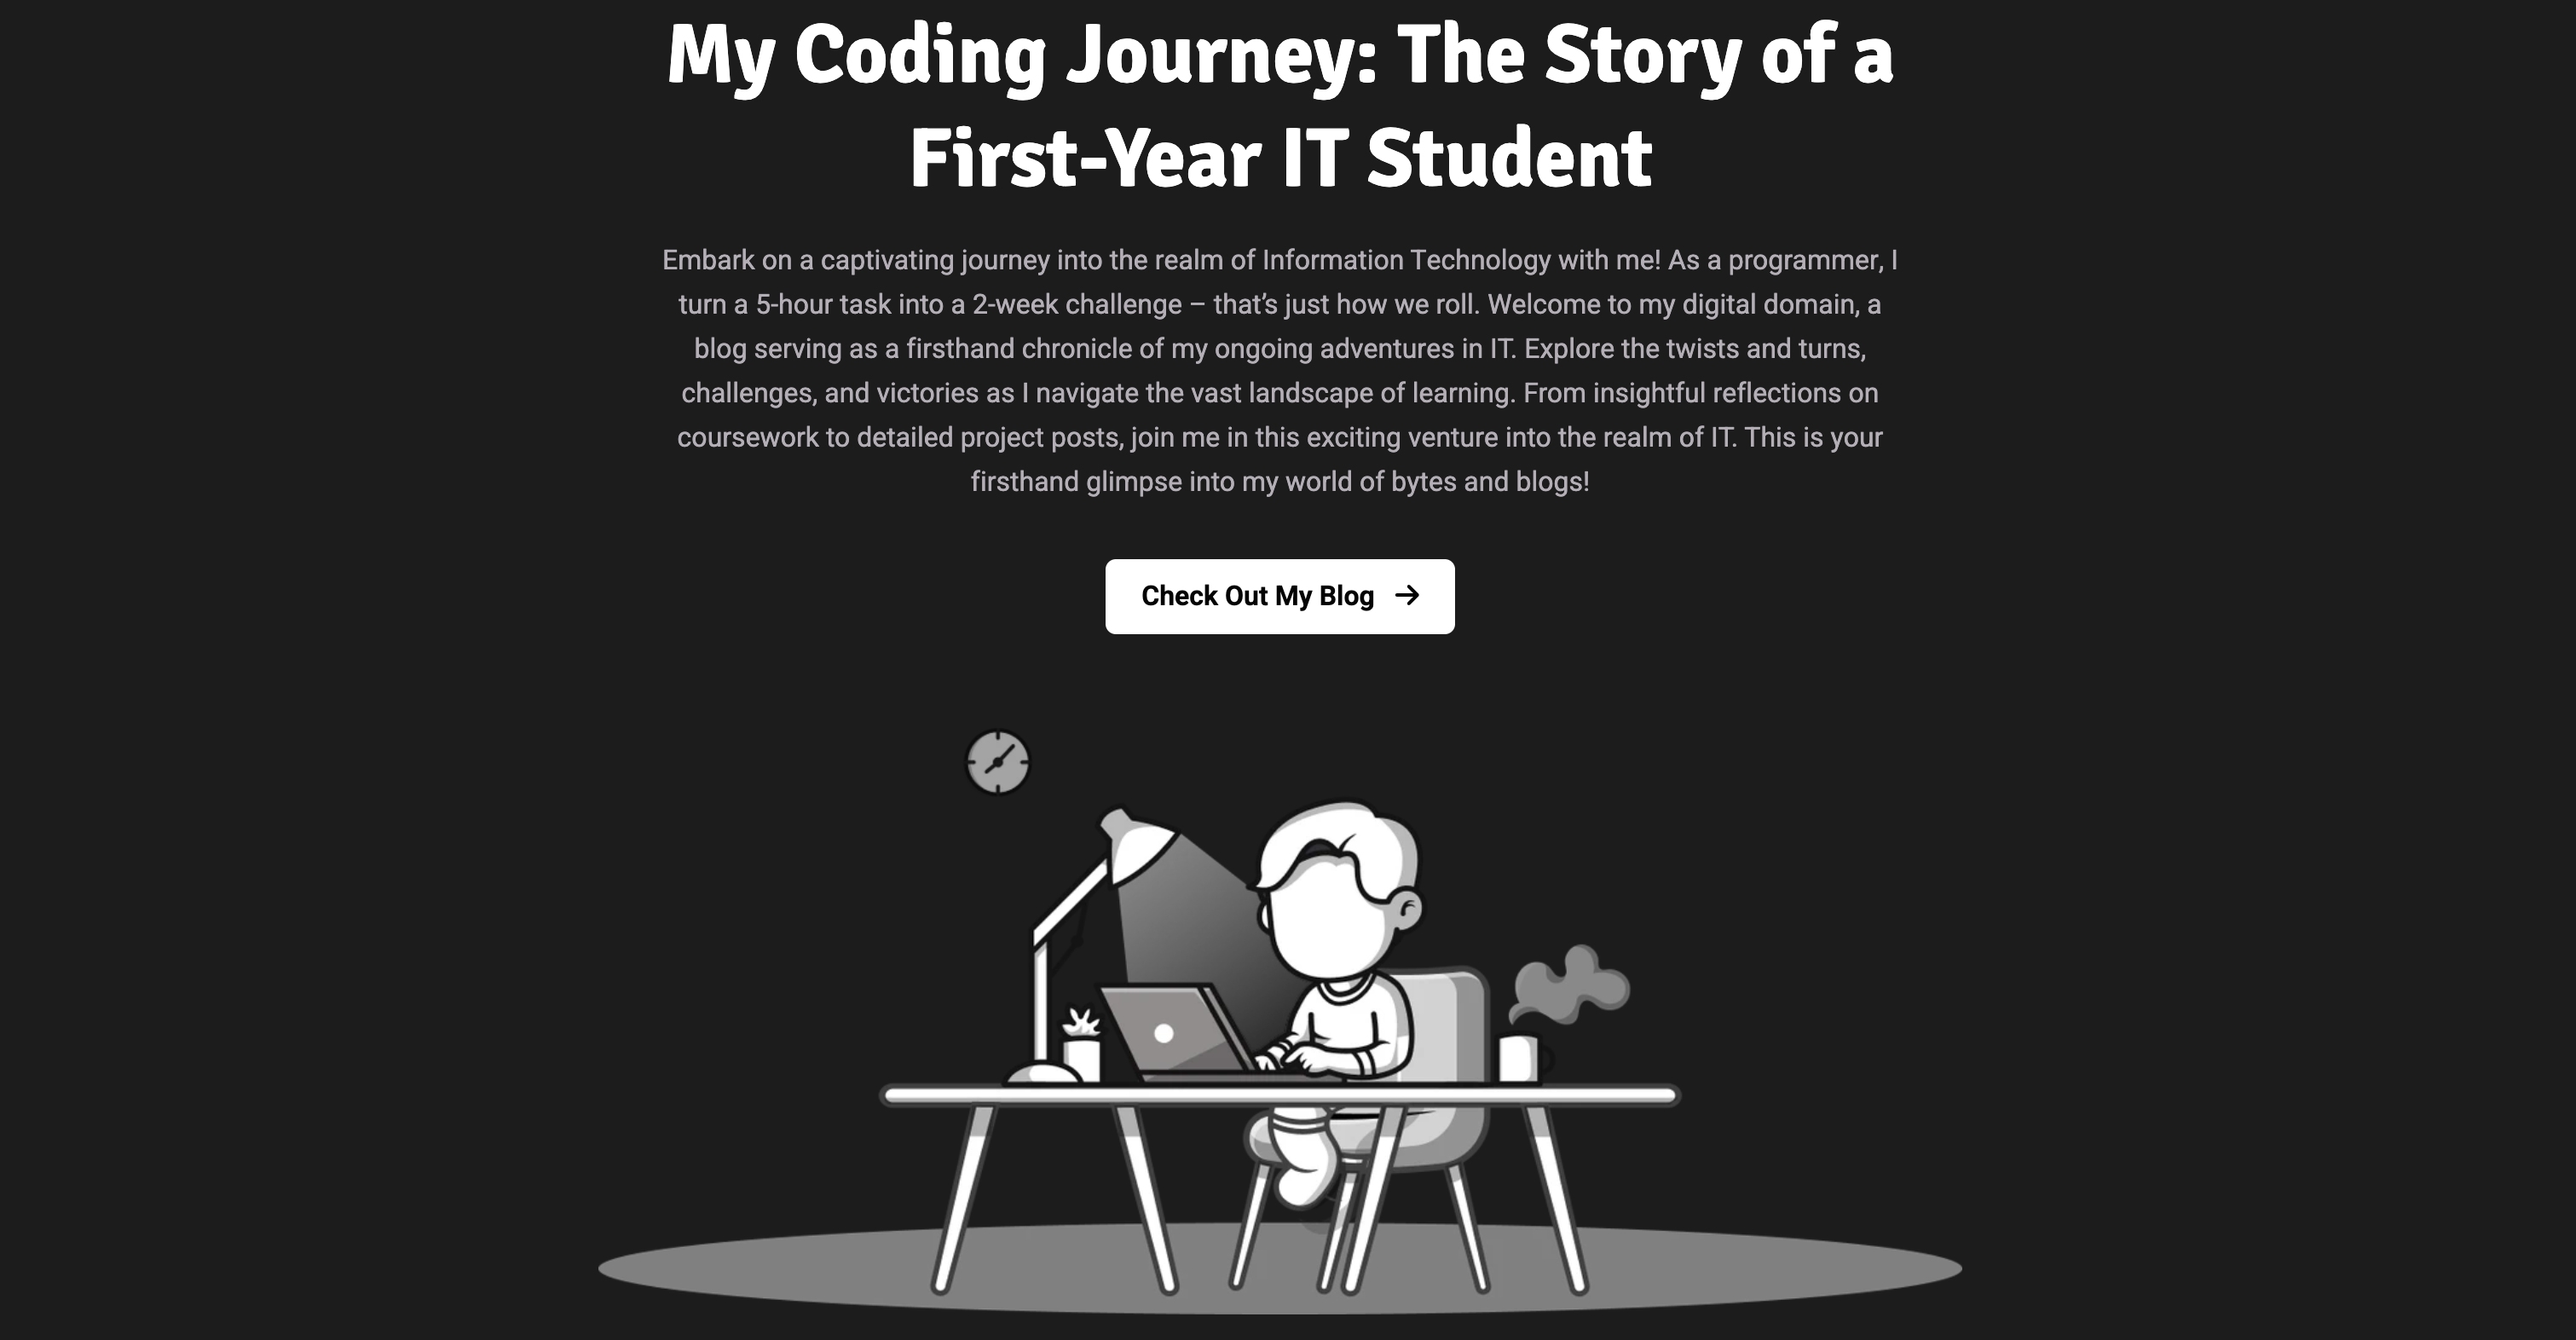 My Coding Journey: The Story of a
First-Year IT Student
Embark on a captivating journey into the realm of Information Technology with me! As a programmer, I
turn a 5-hour task into a 2-week challenge – that’s just how we roll. Welcome to my digital domain, a
blog serving as a firsthand chronicle of my ongoing adventures in IT. Explore the twists and turns,
challenges, and victories as I navigate the vast landscape of learning. From insightful reflections on
coursework to detailed project posts, join me in this exciting venture into the realm of IT. This is your
firsthand glimpse into my world of bytes and blogs!
Check Out My Blog →